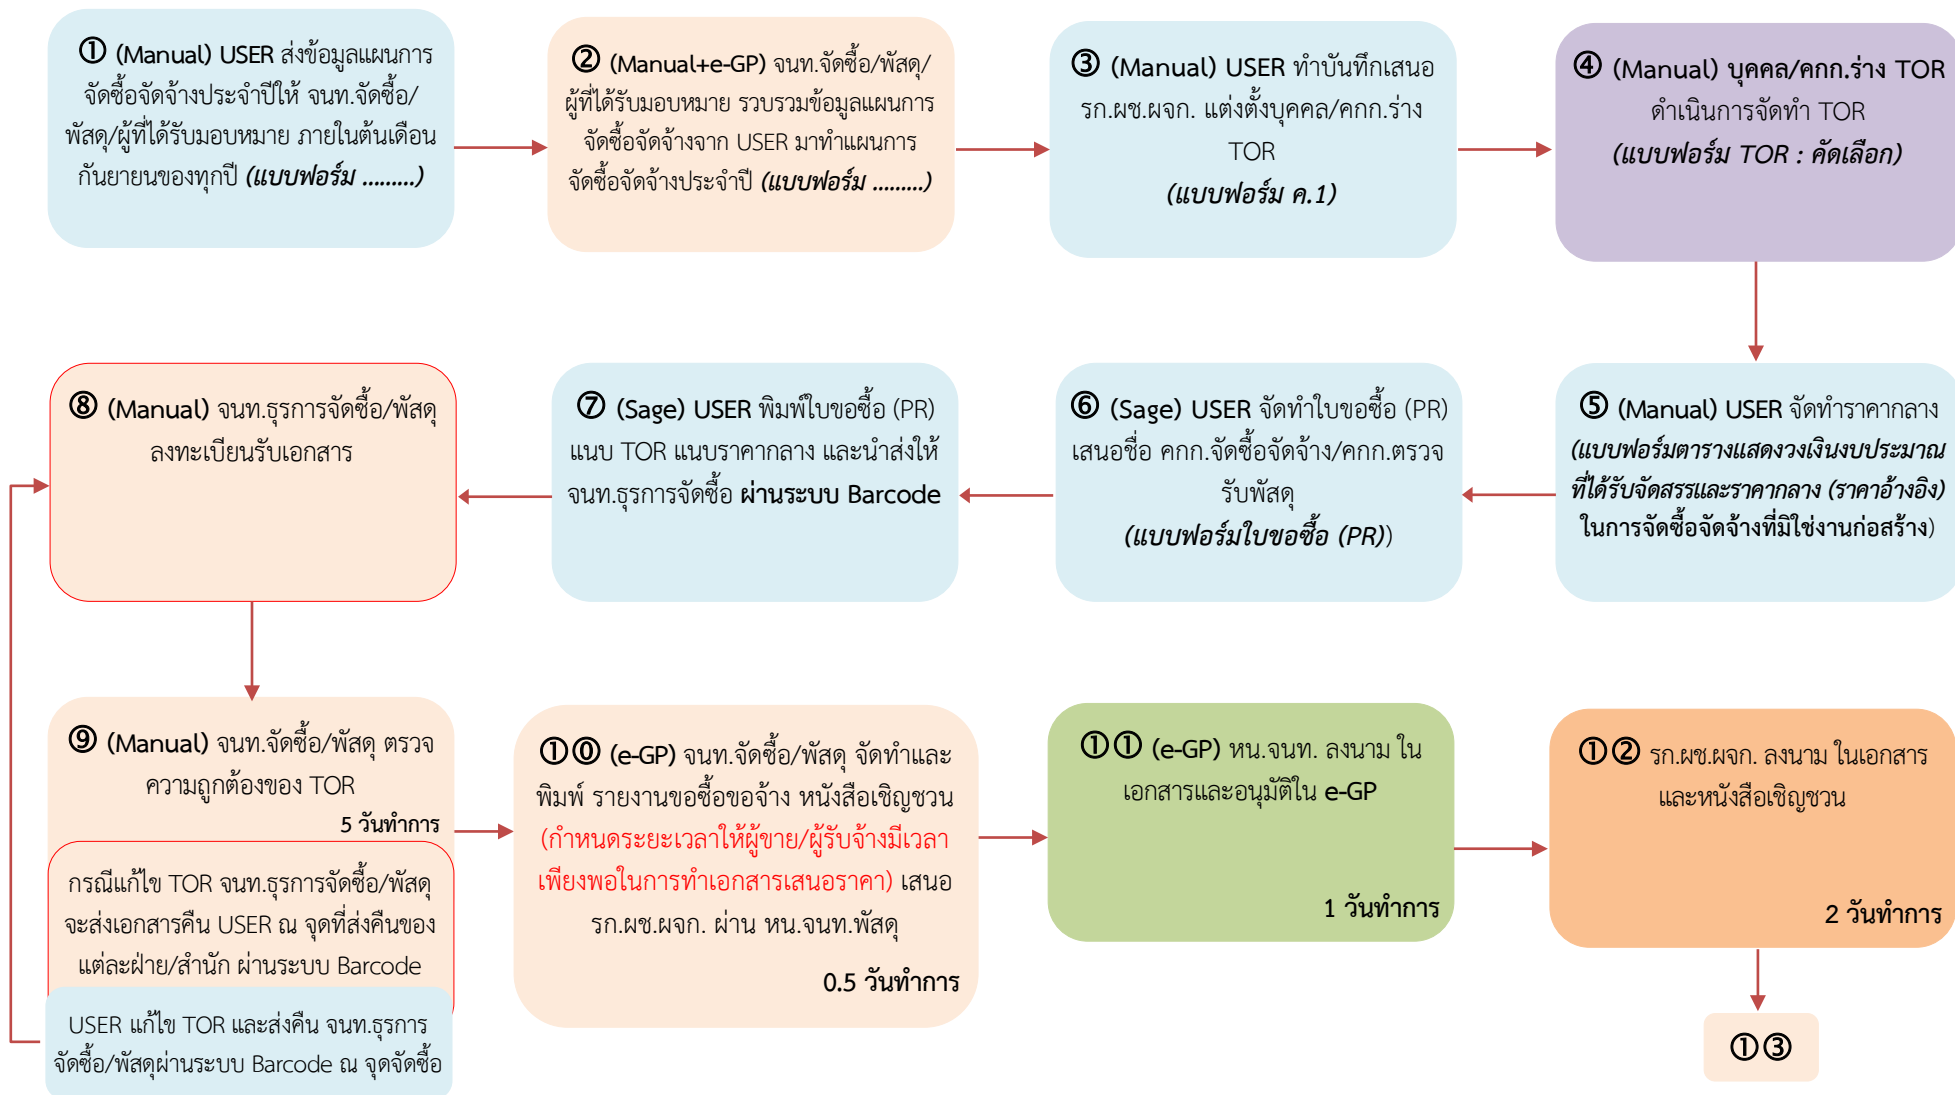 ① (Manual) USER ส่งข้อมูลแผนการ
จัดซื้อจัดจ้างประจำปีให้ จนท.จัดซื้อ/
พัสดุ/ผู้ที่ได้รับมอบหมาย ภายในต้นเดือน
กันยายนของทุกปี (แบบฟอร์ม .........)
② (Manual+e-GP) จนท.จัดซื้อ/พัสดุ/
ผู้ที่ได้รับมอบหมาย รวบรวมข้อมูลแผนการ
จัดซื้อจัดจ้างจาก USER มาทำแผนการ
จัดซื้อจัดจ้างประจำปี (แบบฟอร์ม .........)
③ (Manual) USER ทำบันทึกเสนอ
รก.ผช.ผจก. แต่งตั้งบุคคล/คกก.ร่าง
TOR
(แบบฟอร์ม ค.1)
④ (Manual) บุคคล/คกก.ร่าง TOR
ดำเนินการจัดทำ TOR
(แบบฟอร์ม TOR : คัดเลือก)
⑤ (Manual) USER จัดทำราคากลาง
(แบบฟอร์มตารางแสดงวงเงินงบประมาณ
ที่ได้รับจัดสรรและราคากลาง (ราคาอ้างอิง)
ในการจัดซื้อจัดจ้างที่มิใช่งานก่อสร้าง)
⑥ (Sage) USER จัดทำใบขอซื้อ (PR)
เสนอชื่อ คกก.จัดซื้อจัดจ้าง/คกก.ตรวจ
รับพัสดุ
(แบบฟอร์มใบขอซื้อ (PR))
⑦ (Sage) USER พิมพ์ใบขอซื้อ (PR)
แนบ TOR แนบราคากลาง และนำส่งให้
จนท.ธุรการจัดซื้อ ผ่านระบบ Barcode
⑧ (Manual) จนท.ธุรการจัดซื้อ/พัสดุ
ลงทะเบียนรับเอกสาร
⑨ (Manual) จนท.จัดซื้อ/พัสดุ ตรวจ
ความถูกต้องของ TOR
5 วันทำการ
กรณีแก้ไข TOR จนท.ธุรการจัดซื้อ/พัสดุ
จะส่งเอกสารคืน USER ณ จุดที่ส่งคืนของ
แต่ละฝ่าย/สำนัก ผ่านระบบ Barcode
USER แก้ไข TOR และส่งคืน จนท.ธุรการ
จัดซื้อ/พัสดุผ่านระบบ Barcode ณ จุดจัดซื้อ
①⓪ (e-GP) จนท.จัดซื้อ/พัสดุ จัดทำและ
พิมพ์ รายงานขอซื้อขอจ้าง หนังสือเชิญชวน
(กำหนดระยะเวลาให้ผู้ขาย/ผู้รับจ้างมีเวลา
เพียงพอในการทำเอกสารเสนอราคา) เสนอ
รก.ผช.ผจก. ผ่าน หน.จนท.พัสดุ
0.5 วันทำการ
①① (e-GP) หน.จนท. ลงนาม ใน
เอกสารและอนุมัติใน e-GP
1 วันทำการ
①② รก.ผช.ผจก. ลงนาม ในเอกสาร
และหนังสือเชิญชวน
2 วันทำการ
①③